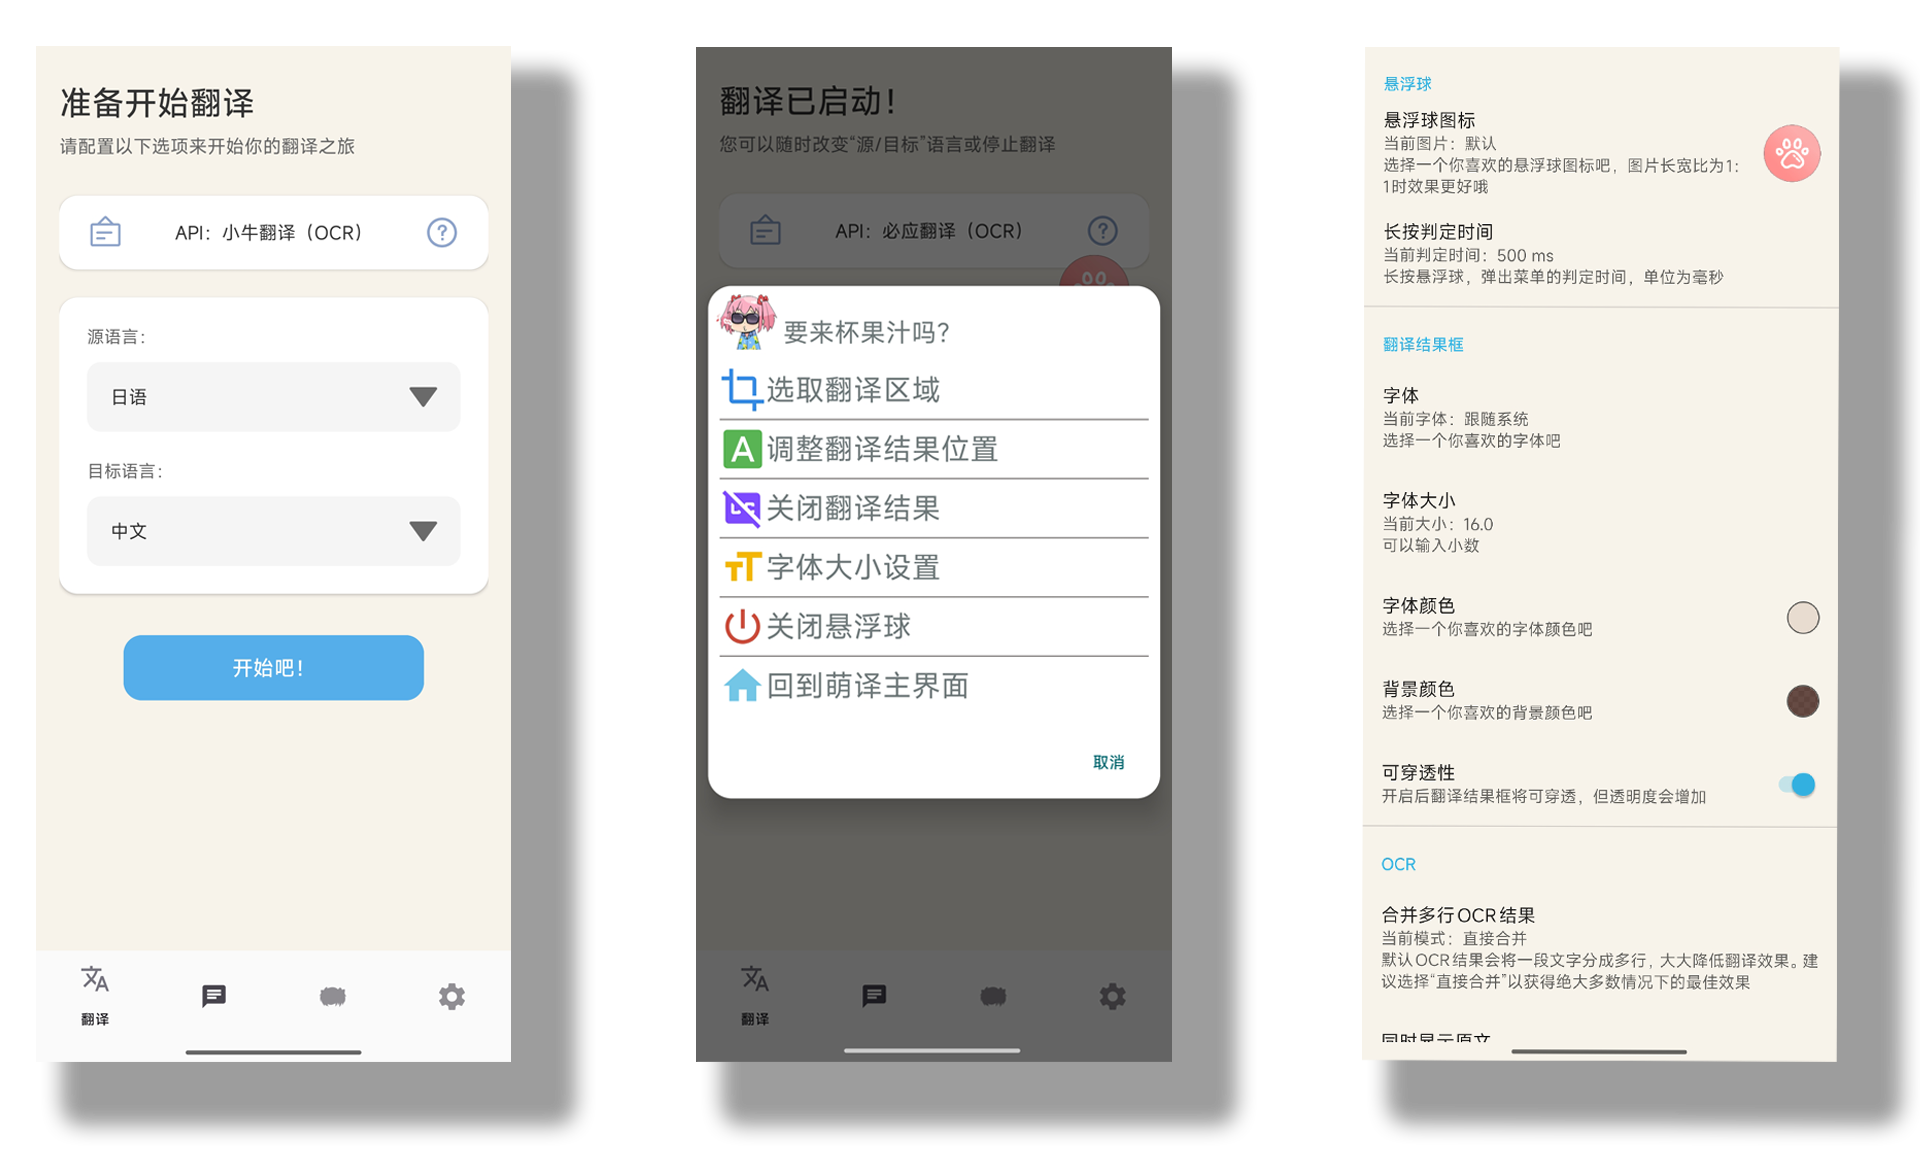 准备开始翻译
请配置以下选项来开始你的翻译之旅
API：小牛翻译（OCR）
源语言：
日语
目标语言：
中文
开始吧！
翻译
翻译已启动！
您可以随时改变“源/目标”语言或停止翻译
API：必应翻译（OCR）
要来杯果汁吗？
选取翻译区域
A
调整翻译结果位置
关闭翻译结果
字体大小设置
关闭悬浮球
回到萌译主界面
取消
翻译
悬浮球
悬浮球图标
当前图片：默认
选择一个你喜欢的悬浮球图标吧，图片长宽比为1：
1时效果更好哦
长按判定时间
当前判定时间：500 ms
长按悬浮球，弹出菜单的判定时间，单位为毫秒
翻译结果框
字体
当前字体：跟随系统
选择一个你喜欢的字体吧
字体大小
当前大小：16.0
可以输入小数
字体颜色
选择一个你喜欢的字体颜色吧
背景颜色
选择一个你喜欢的背景颜色吧
可穿透性
开启后翻译结果框将可穿透，但透明度会增加
OCR
合并多行OCR结果
当前模式：直接合并
默认OCR结果会将一段文字分成多行，大大降低翻译效果。建
议选择“直接合并”以获得绝大多数情况下的最佳效果
同时显示原文